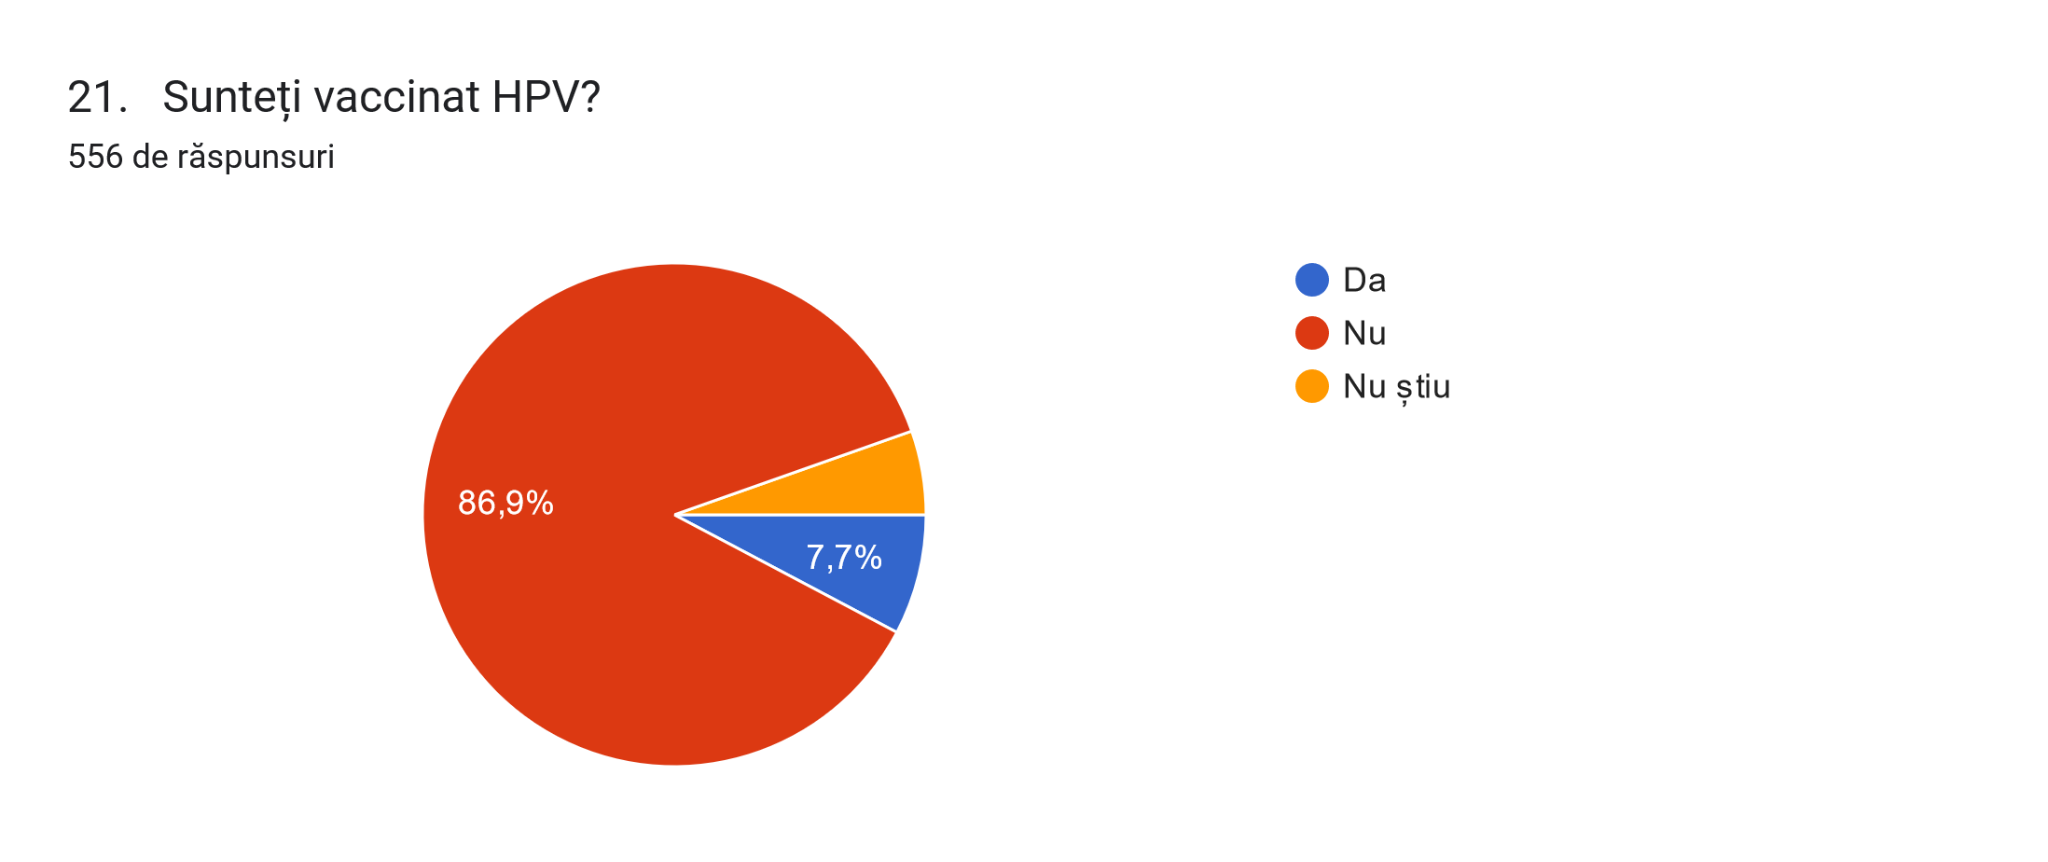 21. Sunteți vaccinat HPV?
556 de răspunsuri
Da
Nu
Nu știu
86,9%
7,7%